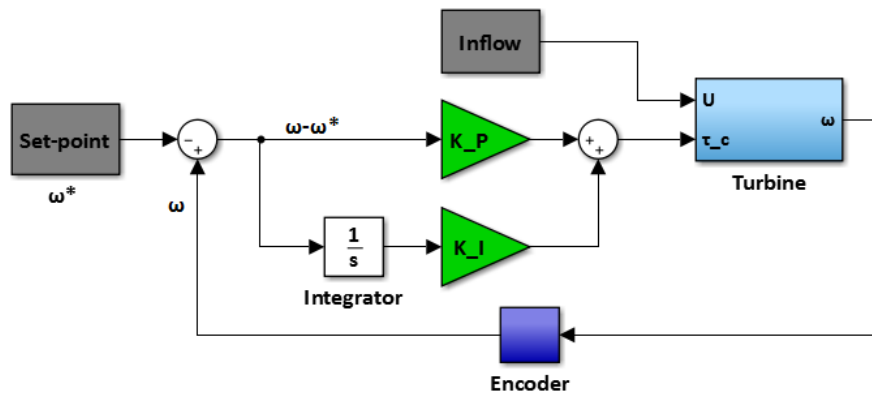 Inflow
Set-point
ω*
−
+
ω-ω*
K_P
+
+
U
τ_c
ω
Turbine
ω
1
s
Integrator
K_I
Encoder